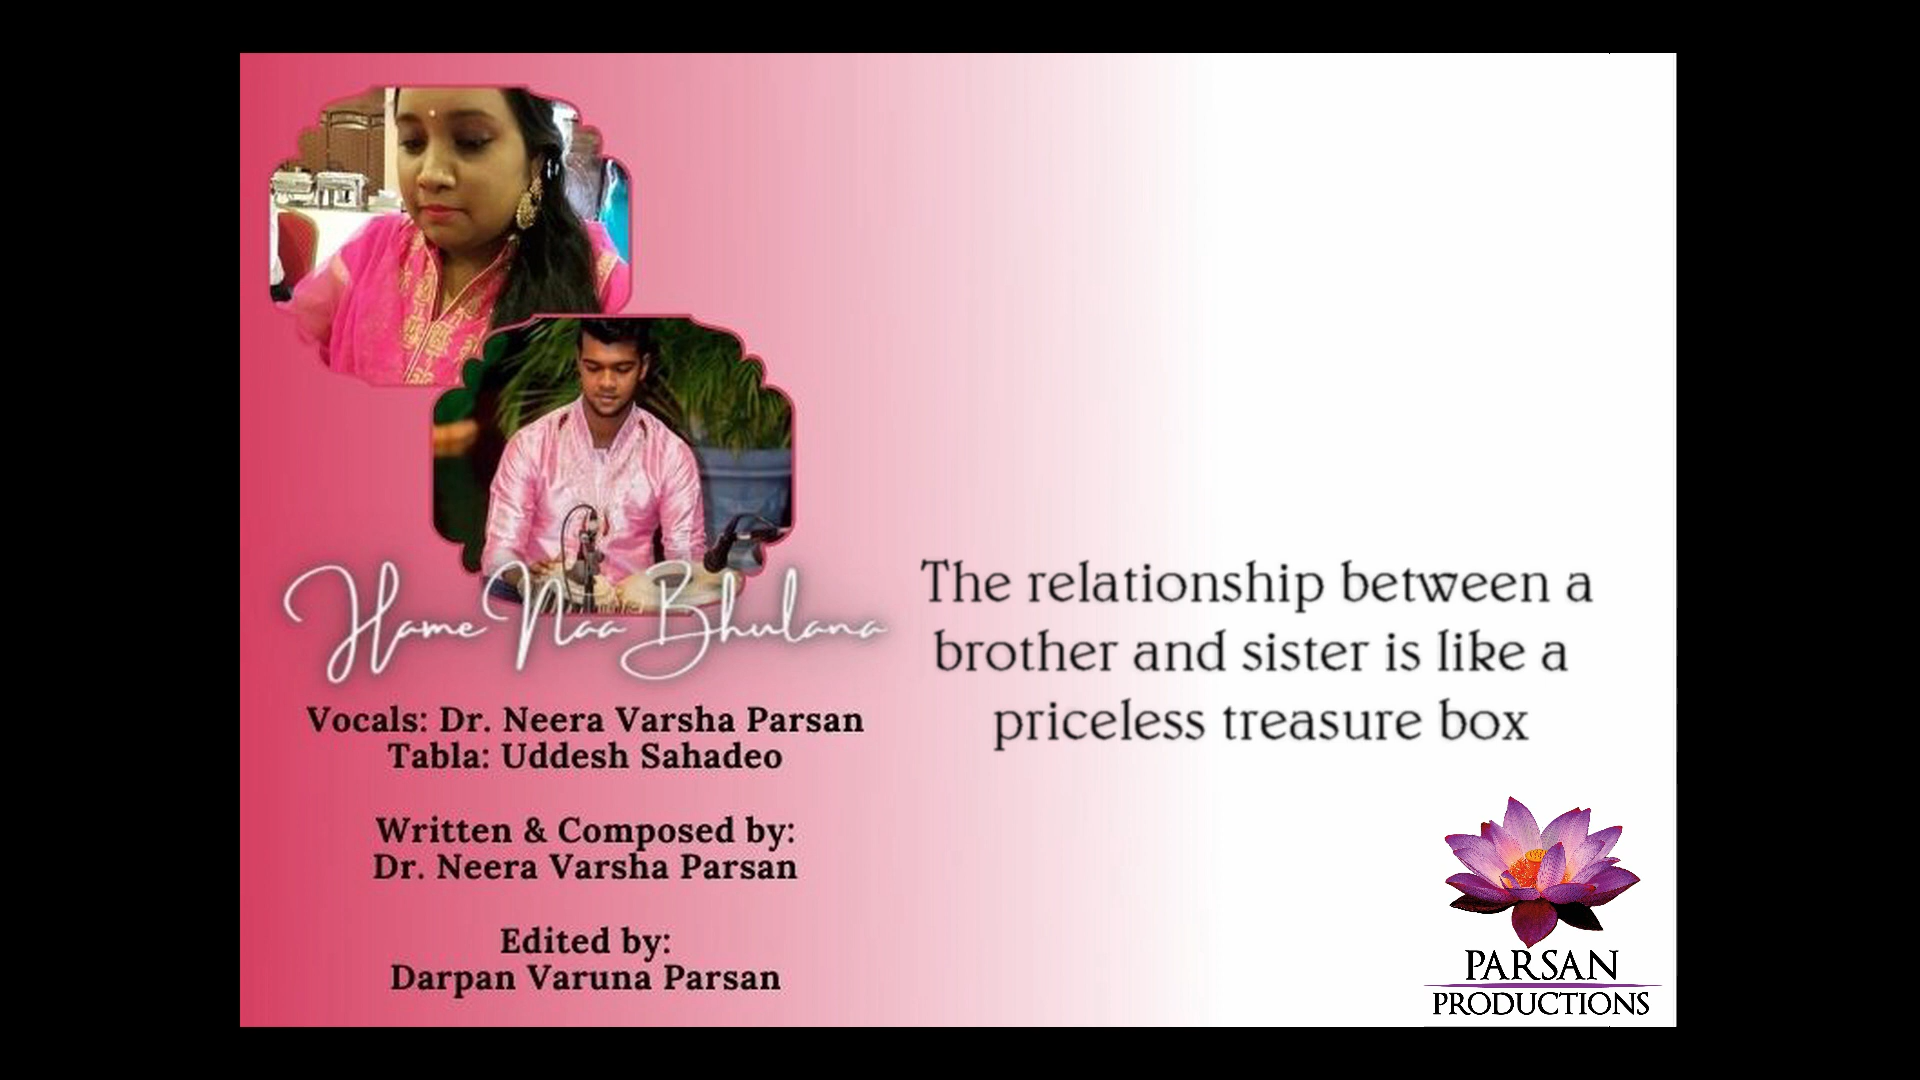 Hame Naa Bhulana
Vocals: Dr. Neera Varsha Parsan
Tabla: Uddesh Sahadeo
Written & Composed by:
Dr. Neera Varsha Parsan
Edited by:
Darpan Varuna Parsan
The relationship between a
brother and sister is like a
priceless treasure box
PARSAN
PRODUCTIONS